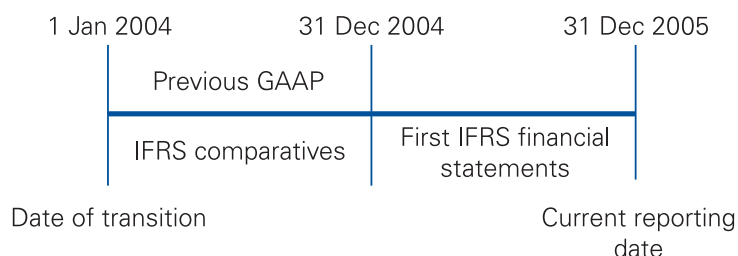 1 Jan 2004 31 Dec 2004 31 Dec 2005
Previous GAAP
IFRS comparatives
First IFRS financial
statements
Date of transition
Current reporting
date